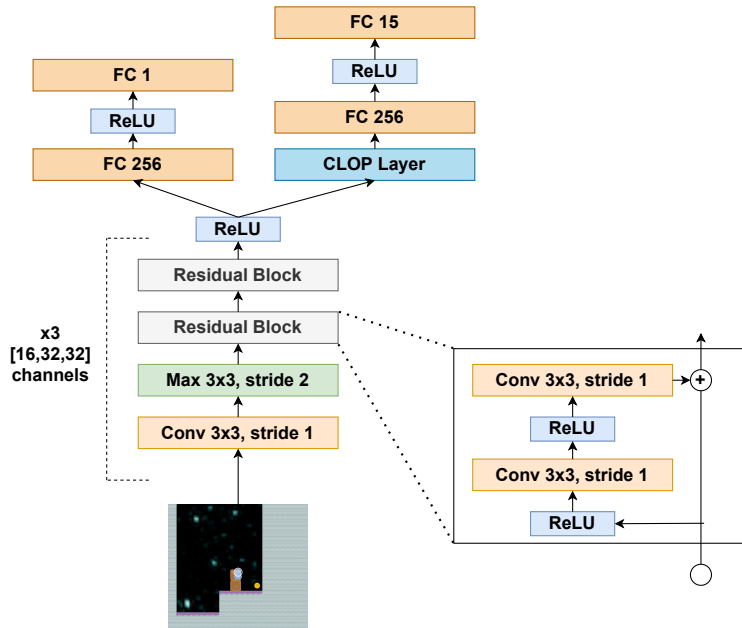 FC 15
ReLU
FC 256
CLOP Layer
FC 1
ReLU
FC 256
ReLU
Residual Block
Residual Block
Max 3x3, stride 2
Conv 3x3, stride 1
x3
[16,32,32]
channels
Conv 3x3, stride 1
+
ReLU
Conv 3x3, stride 1
ReLU